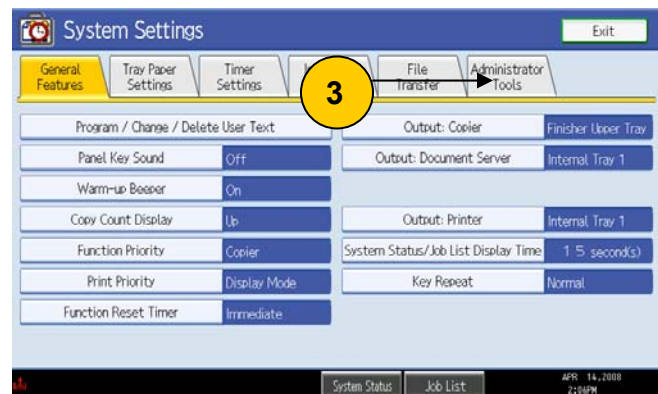 System Settings
Exit
General Features
Tray Paper Settings
Timer Settings
File Transfer
Administrator Tools
3
Program / Change / Delete User Text
Panel Key Sound Off
Warm-up Beeper On
Copy Count Display Up
Function Priority Copier
Print Priority Display Mode
Function Reset Timer Immediate
Output: Copier Finisher Upper Tray
Output: Document Server Internal Tray 1
Output: Printer Internal Tray 1
System Status/Job List Display Time 15 second(s)
Key Repeat Normal
System Status
Job List
APR 14,2008
2:04PM